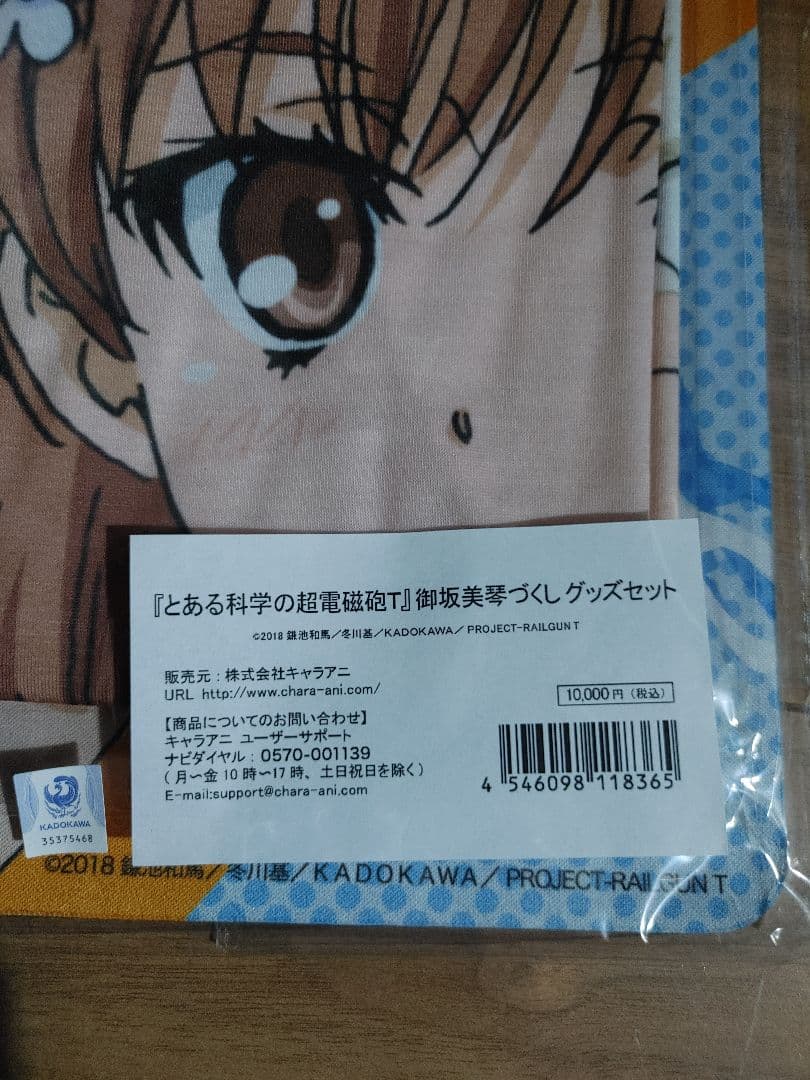 『とある科学の超電磁砲T』御坂美琴づくし グッズセット
©2018 鎌池和馬／冬川基／KADOKAWA／ PROJECT-RAILGUN T
販売元：株式会社キャラアニ
URL http://www.chara-ani.com/
10,000円（税込）
【商品についてのお問い合わせ】
キャラアニ ユーザーサポート
ナビダイヤル：0570-001139
（月〜金10時〜17時、土日祝日を除く）
E-mail:support@chara-ani.com
4 546098 118365
KADOKAWA
35375468
©2018 鎌池和馬／冬川基／KADOKAWA／PROJECT-RAILGUN T